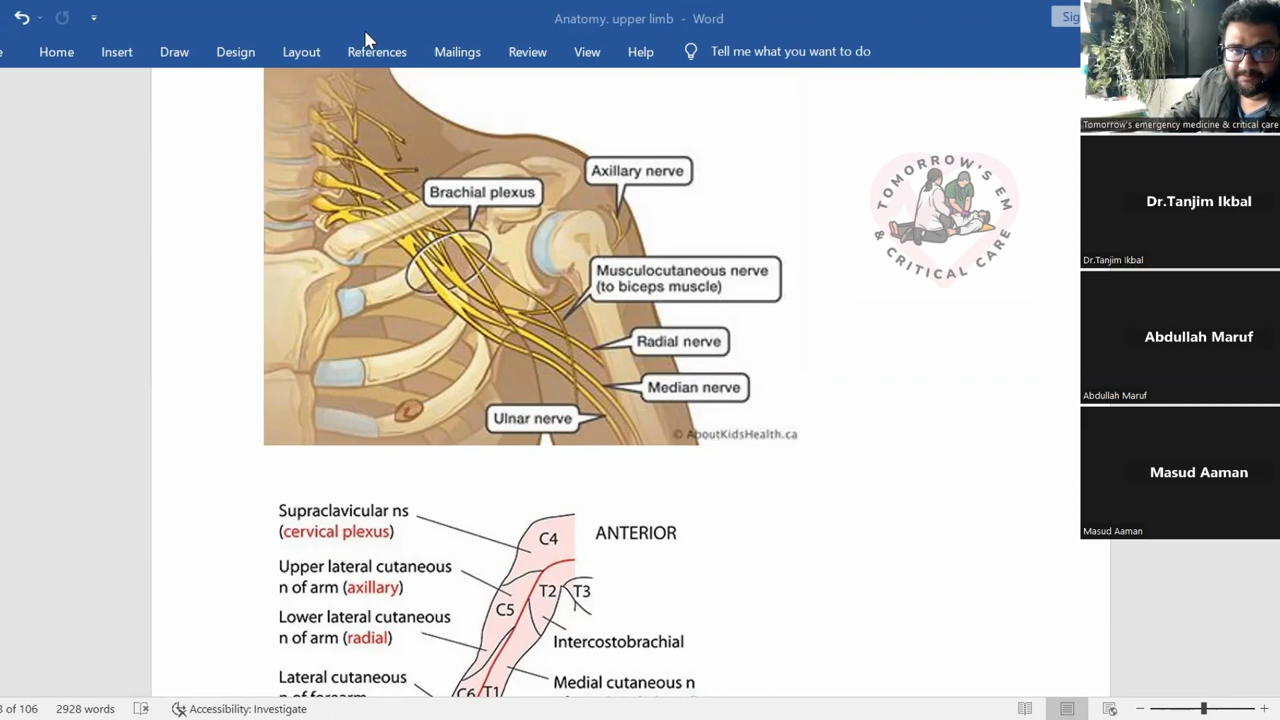 Anatomy. upper limb - Word
Sig
Home Insert Draw Design Layout References Mailings Review View Help Tell me what you want to do
Tomorrow's emergency medicine & critical care
Axillary nerve
Brachial plexus
Musculocutaneous nerve
(to biceps muscle)
Radial nerve
Median nerve
Ulnar nerve
© AboutKidsHealth.ca
TOMORROW'S EM
& CRITICAL CARE
Dr.Tanjim Ikbal
Dr.Tanjim Ikbal
Abdullah Maruf
Abdullah Maruf
Masud Aaman
Masud Aaman
Supraclavicular ns
(cervical plexus)
C4
ANTERIOR
Upper lateral cutaneous
n of arm (axillary)
T2
T3
C5
Lower lateral cutaneous
n of arm (radial)
Intercostobrachial
Lateral cutaneous
n of forearm
C6
T1
Medial cutaneous n
of 106 2928 words Accessibility: Investigate